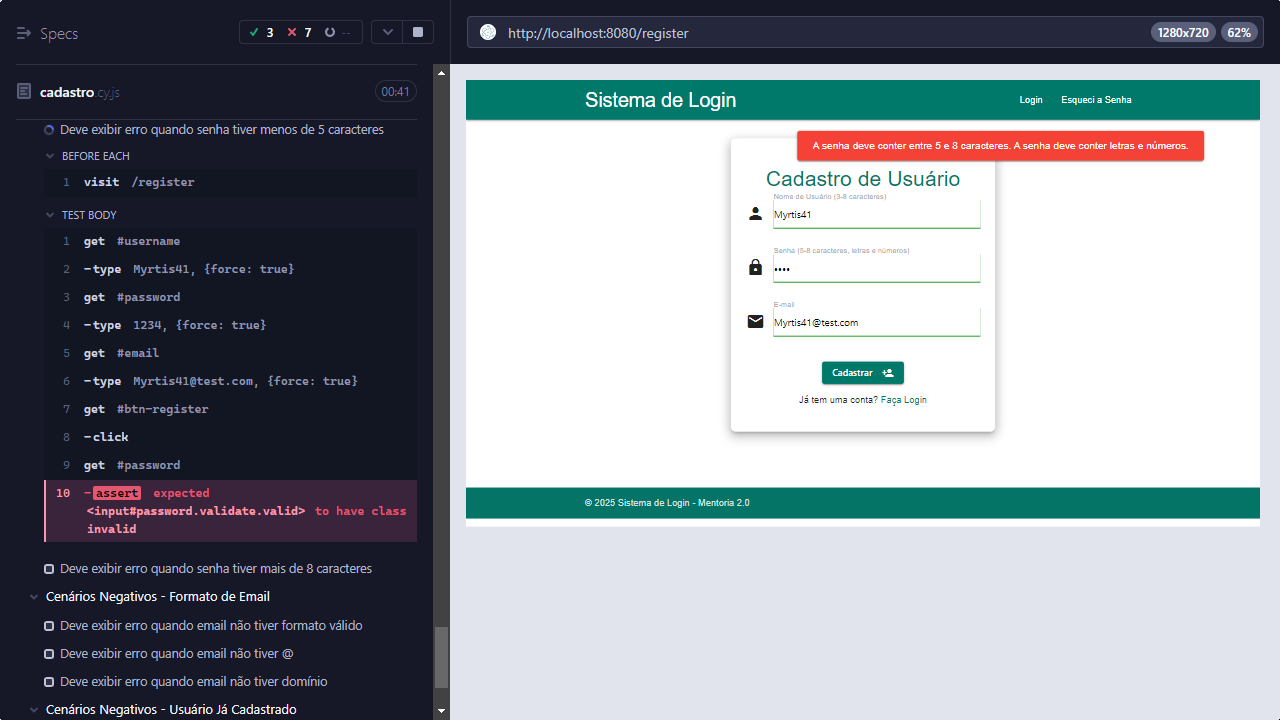 Specs
3 7 --
cadastro.cy.js
00:41
Deve exibir erro quando senha tiver menos de 5 caracteres
BEFORE EACH
1 visit /register
TEST BODY
1 get #username
2 -type Myrtis41, {force: true}
3 get #password
4 -type 1234, {force: true}
5 get #email
6 -type Myrtis41@test.com, {force: true}
7 get #btn-register
8 -click
9 get #password
10 -assert expected
<input#password.validate.valid> to have class
invalid
Deve exibir erro quando senha tiver mais de 8 caracteres
Cenários Negativos - Formato de Email
Deve exibir erro quando email não tiver formato válido
Deve exibir erro quando email não tiver @
Deve exibir erro quando email não tiver domínio
Cenários Negativos - Usuário Já Cadastrado
http://localhost:8080/register
1280x720
62%
Sistema de Login
Login
Esqueci a Senha
A senha deve conter entre 5 e 8 caracteres. A senha deve conter letras e números.
Cadastro de Usuário
Nome de Usuário (3-8 caracteres)
Myrtis41
Senha (5-8 caracteres, letras e números)
••••
E-mail
Myrtis41@test.com
Cadastrar
Já tem uma conta? Faça Login
© 2025 Sistema de Login - Mentoria 2.0